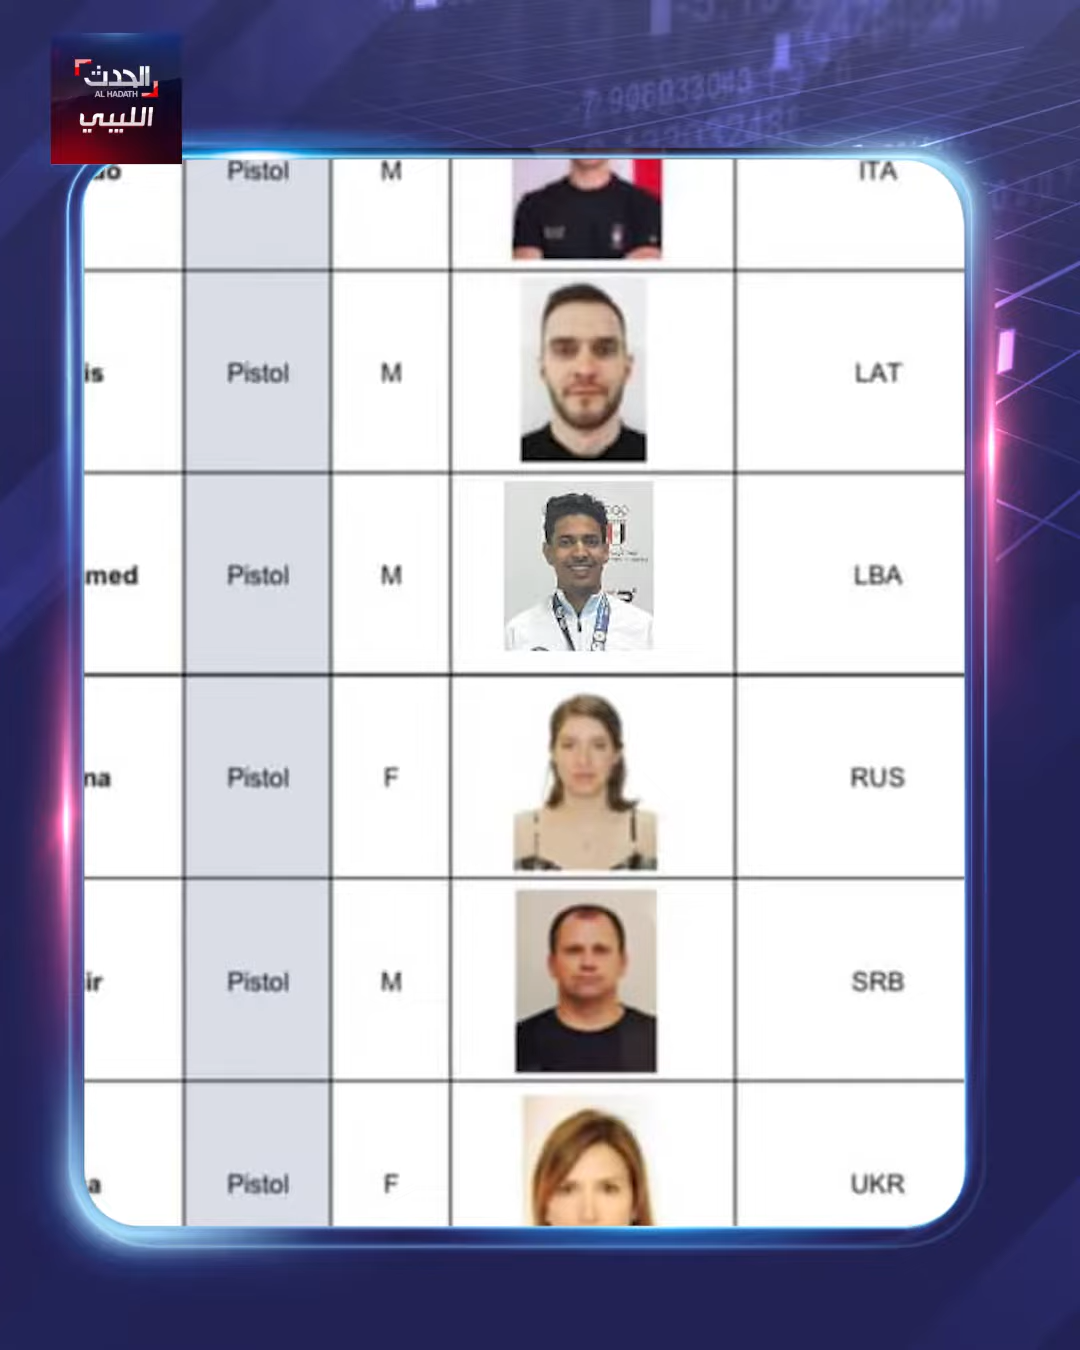 الحدث
AL HADATH
الليبي
Pistol M ITA
is Pistol M LAT
med Pistol M LBA
na Pistol F RUS
ir Pistol M SRB
a Pistol F UKR